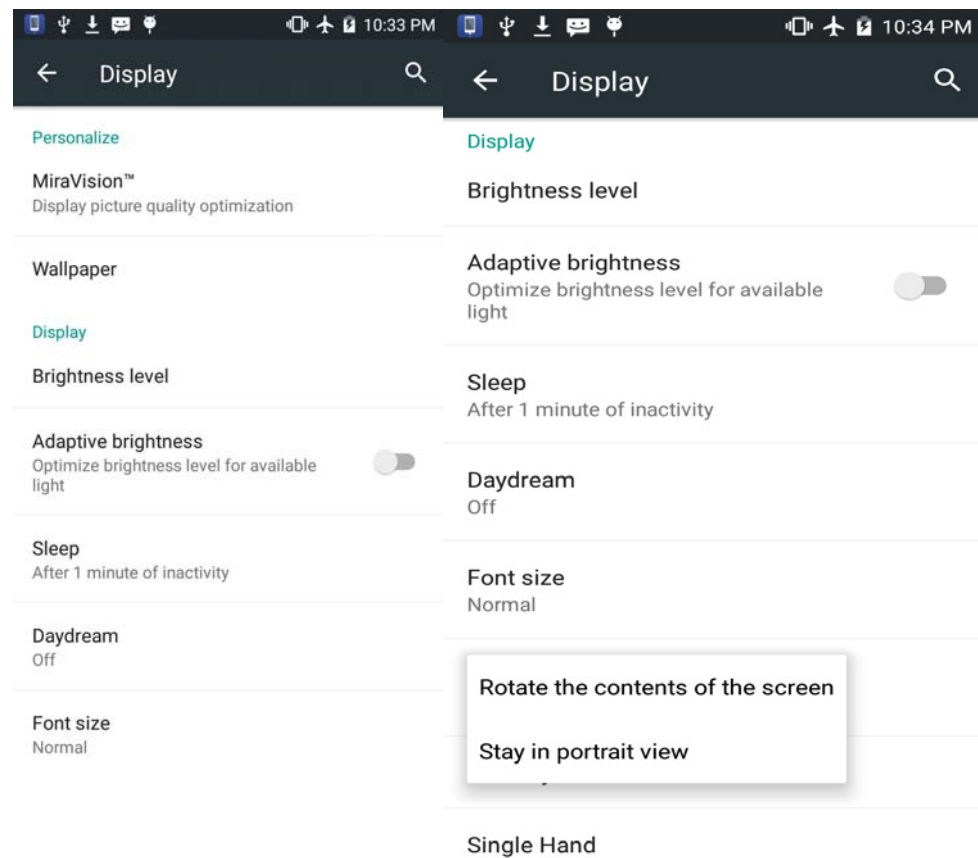 10:33 PM
Display
Personalize
MiraVision™
Display picture quality optimization
Wallpaper
Display
Brightness level
Adaptive brightness
Optimize brightness level for available
light
Sleep
After 1 minute of inactivity
Daydream
Off
Font size
Normal
10:34 PM
Display
Display
Brightness level
Adaptive brightness
Optimize brightness level for available
light
Sleep
After 1 minute of inactivity
Daydream
Off
Font size
Normal
Rotate the contents of the screen
Stay in portrait view
Single Hand